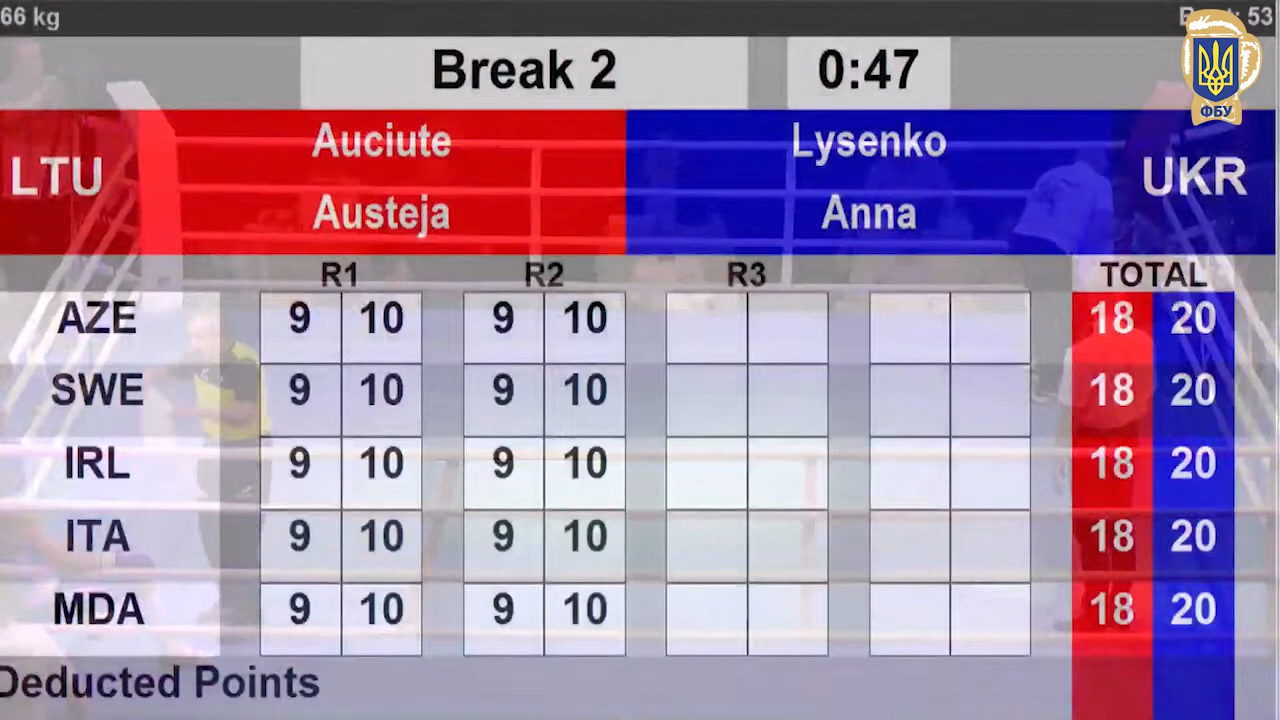 66 kg
: 53
Break 2 0:47
LTU Auciute Austeja
Lysenko Anna UKR
ФБУ
R1 R2 R3 TOTAL
AZE 9 10 9 10 18 20
SWE 9 10 9 10 18 20
IRL 9 10 9 10 18 20
ITA 9 10 9 10 18 20
MDA 9 10 9 10 18 20
Deducted Points